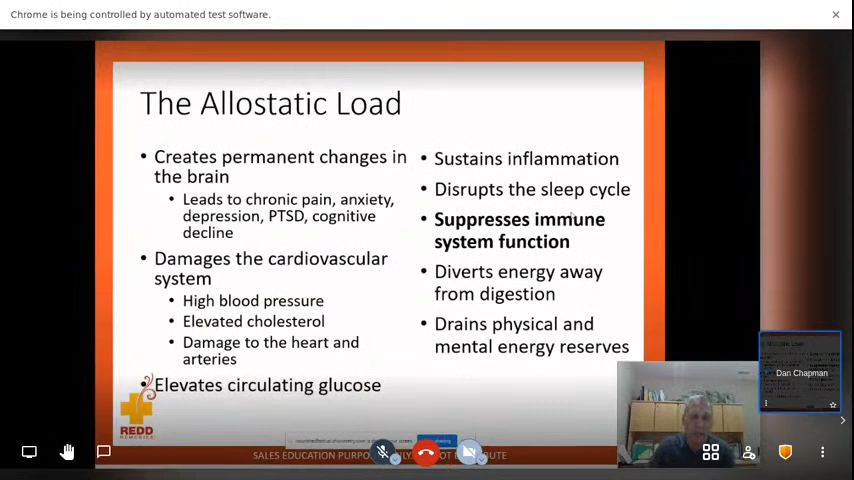 Chrome is being controlled by automated test software.
The Allostatic Load
• Creates permanent changes in
the brain
• Leads to chronic pain, anxiety,
depression, PTSD, cognitive
decline
• Damages the cardiovascular
system
• High blood pressure
• Elevated cholesterol
• Damage to the heart and
arteries
• Elevates circulating glucose
• Sustains inflammation
• Disrupts the sleep cycle
• Suppresses immune
system function
• Diverts energy away
from digestion
• Drains physical and
mental energy reserves
Dan Chapman
REDD
REMEDIES
SALES EDUCATION PURPO